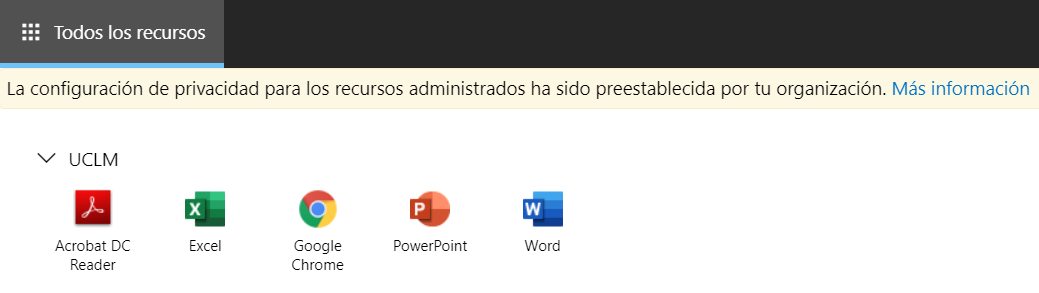 Todos los recursos
La configuración de privacidad para los recursos administrados ha sido preestablecida por tu organización. Más información
UCLM
Acrobat DC Reader
Excel
Google Chrome
PowerPoint
Word